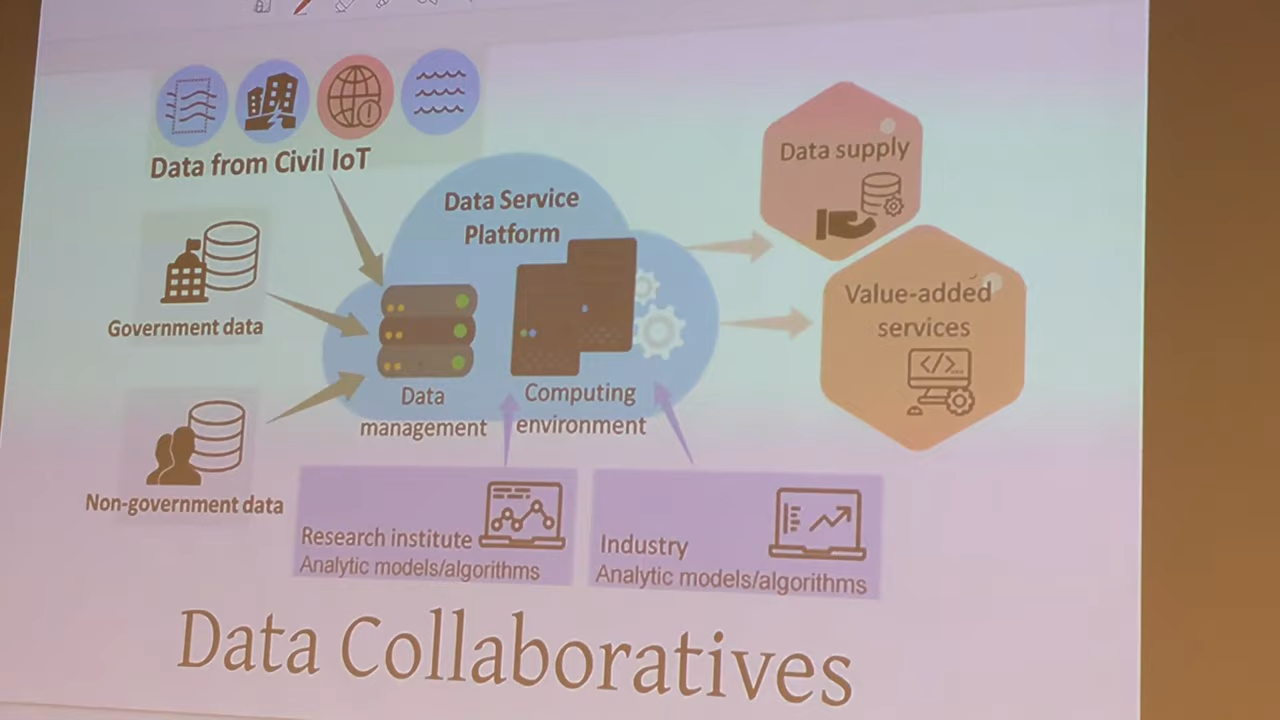 Data from Civil IoT
Government data
Non-government data
Data Service
Platform
Data
management
Computing
environment
Data supply
Value-added
services
</>
Research institute
Analytic models/algorithms
Industry
Analytic models/algorithms
Data Collaboratives